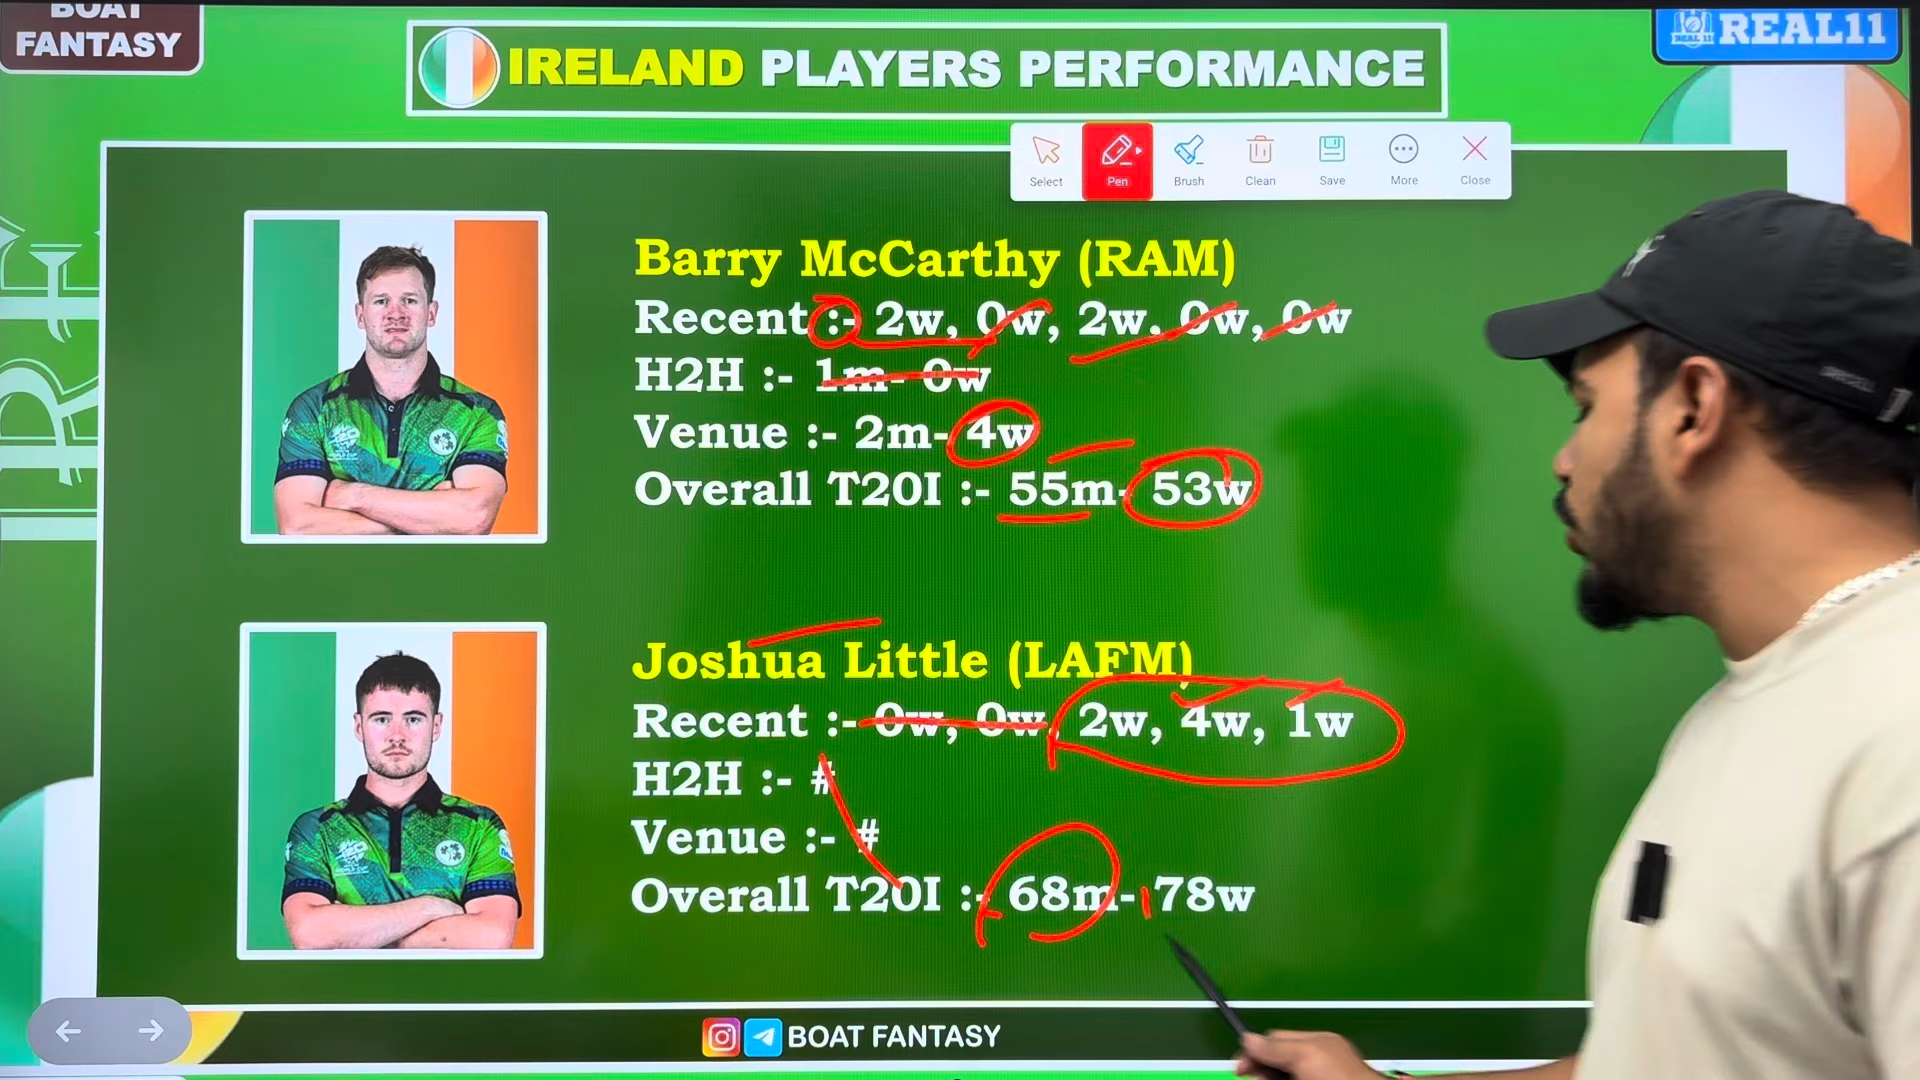 BOAT
FANTASY
IRELAND PLAYERS PERFORMANCE
REAL 11 REAL11
Select Pen Brush Clean Save More Close
Barry McCarthy (RAM)
Recent :- 2w, 0w, 2w, 0w, 0w
H2H :- 1m- 0w
Venue :- 2m- 4w
Overall T20I :- 55m- 53w
Joshua Little (LAFM)
Recent :- 0w, 0w, 2w, 4w, 1w
H2H :- #
Venue :- #
Overall T20I :- 68m- 78w
BOAT FANTASY